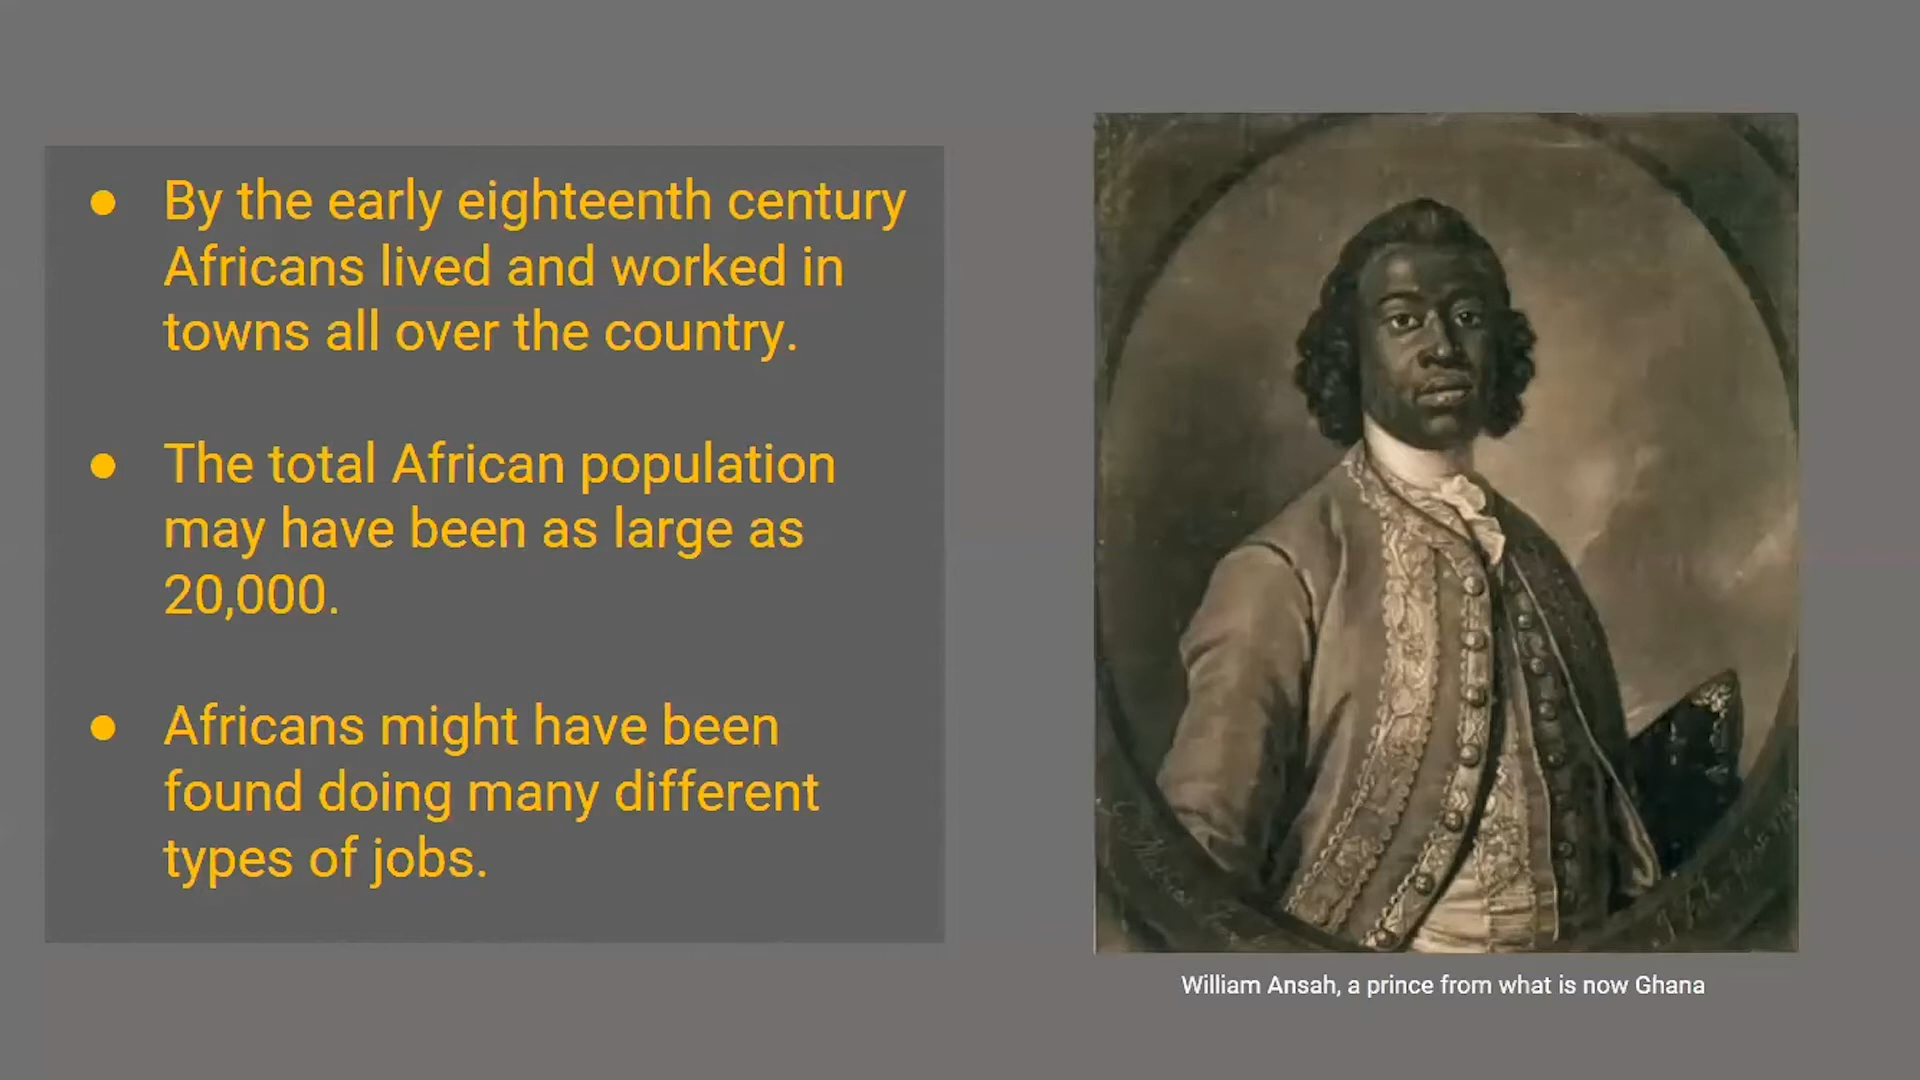 ● By the early eighteenth century
Africans lived and worked in
towns all over the country.
● The total African population
may have been as large as
20,000.
● Africans might have been
found doing many different
types of jobs.
William Ansah, a prince from what is now Ghana